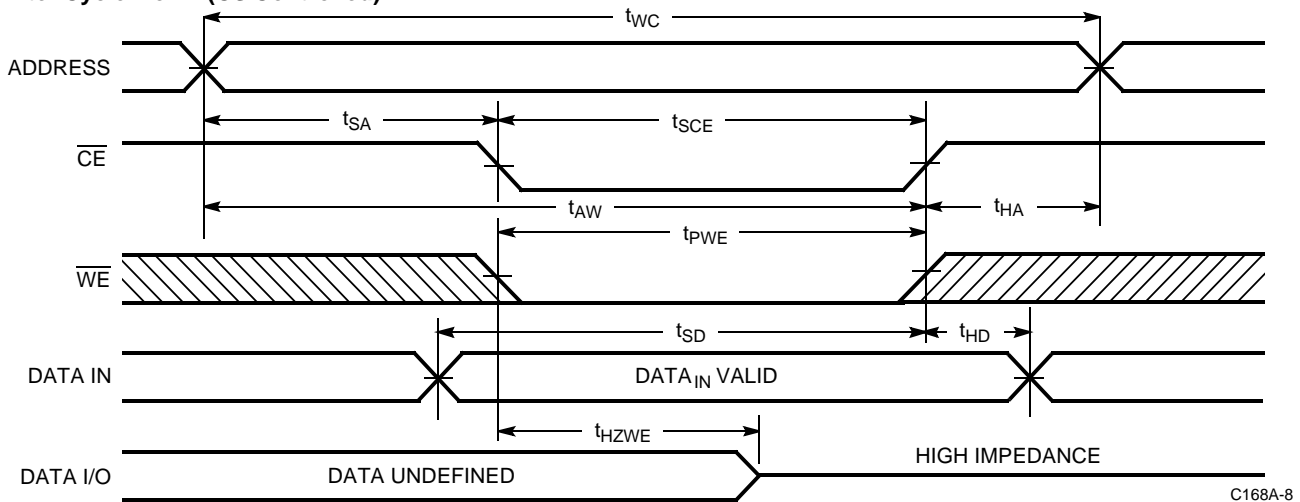 tWC
ADDRESS
tSA
tSCE
CE
tAW
tHA
tPWE
WE
tSD
tHD
DATA IN
DATAIN VALID
tHZWE
HIGH IMPEDANCE
DATA I/O
DATA UNDEFINED
C168A-8